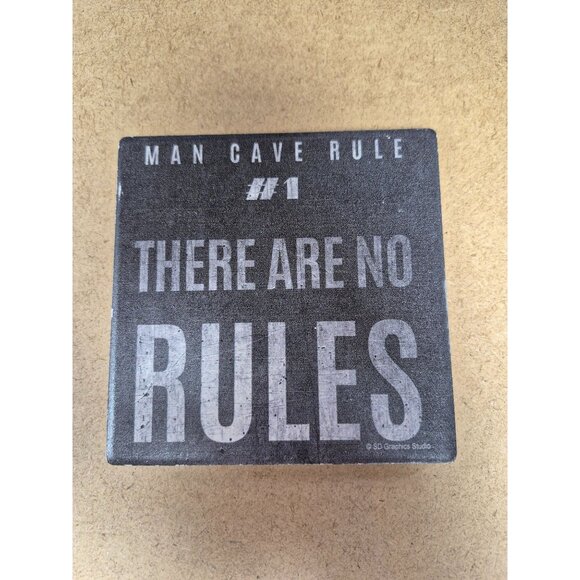 MAN CAVE RULE
#1
THERE ARE NO
RULES
© SD Graphics Studio